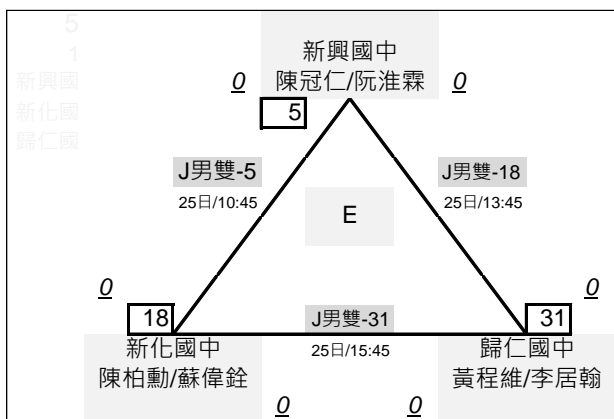 5
1
新興國
新化國
歸仁國
新興國中
陳冠仁/阮淮霖
0
0
5
J男雙-5
25日/10:45
J男雙-18
25日/13:45
E
0
0
18
J男雙-31
31
新化國中
25日/15:45
歸仁國中
陳柏勳/蘇偉銓
黃程維/李居翰
0
0